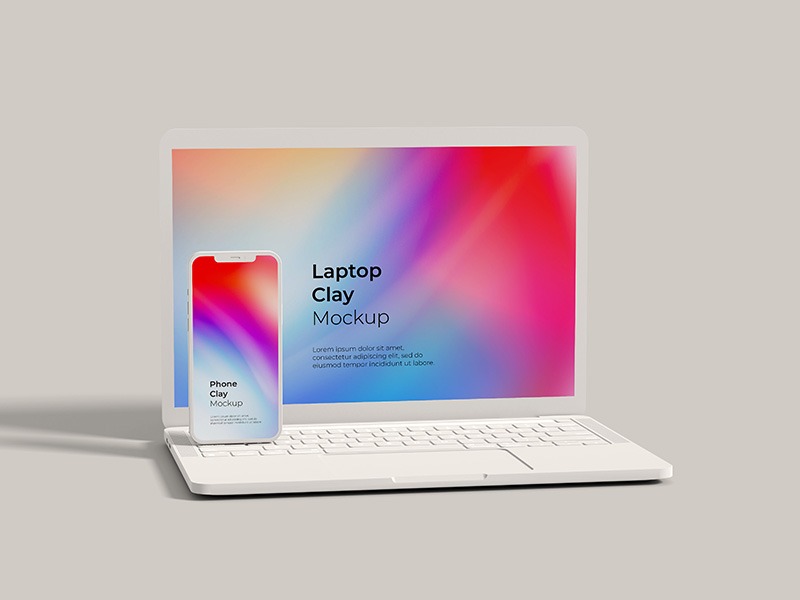 Laptop
Clay
Mockup
Lorem ipsum dolor sit amet,
consectetur adipiscing elit, sed do
eiusmod tempor incididunt ut labore.
Phone
Clay
Mockup